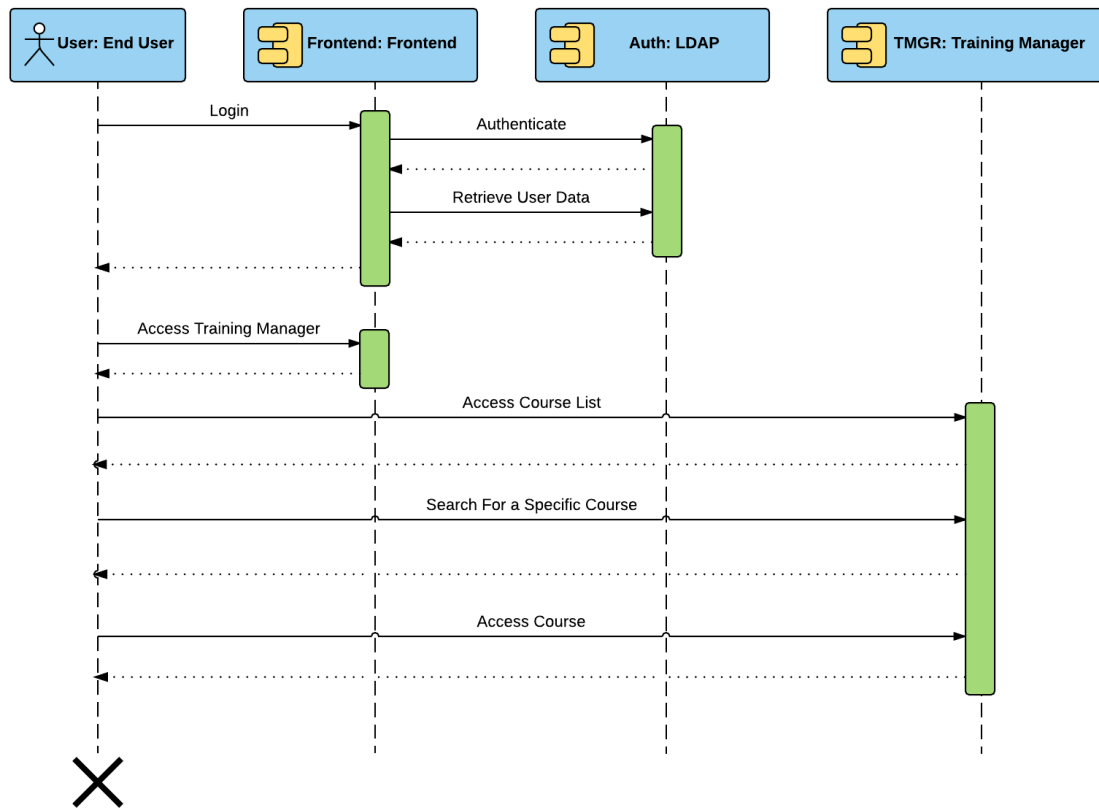 User: End User
Frontend: Frontend
Auth: LDAP
TMGR: Training Manager
Login
Authenticate
Retrieve User Data
Access Training Manager
Access Course List
Search For a Specific Course
Access Course